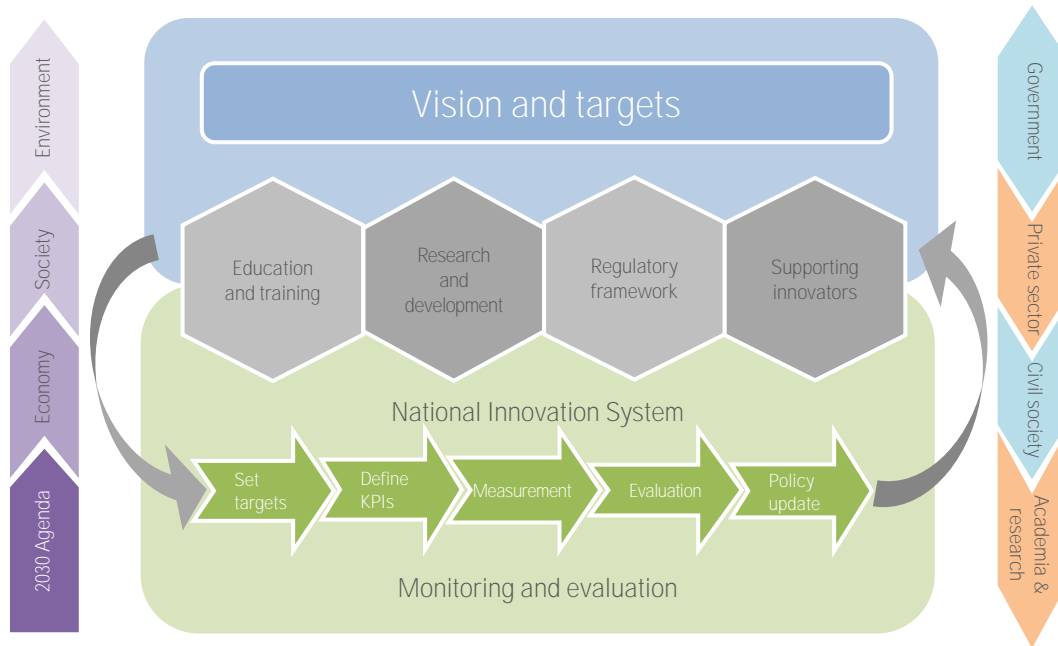 Vision and targets
Environment
Society
Economy
2030 Agenda
Education
and training
Research
and
development
Regulatory
framework
Supporting
innovators
National Innovation System
Set
targets
Define
KPIs
Measurement
Evaluation
Policy
update
Monitoring and evaluation
Government
Private sector
Civil society
Academia &
research